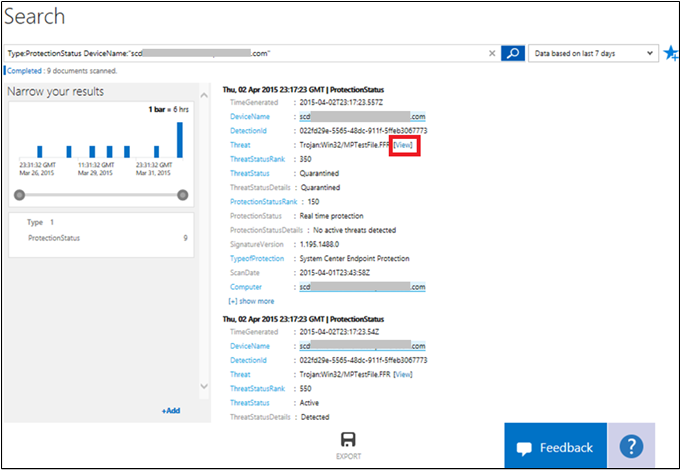 Search
Type:ProtectionStatus DeviceName:"scd .com"
Data based on last 7 days
Completed : 9 documents scanned.
Narrow your results
1 bar = 6 hrs
23:31:32 GMT 11:31:32 GMT 23:31:32 GMT
Mar 26, 2015 Mar 29, 2015 Mar 31, 2015
Type 1
ProtectionStatus 9
+Add
Thu, 02 Apr 2015 23:17:23 GMT | ProtectionStatus
TimeGenerated : 2015-04-02T23:17:23.557Z
DeviceName : scd .com
DetectionId : 022fd29e-5565-48dc-911f-5ffeb3067773
Threat : Trojan:Win32/MPTestFile.FFR [View]
ThreatStatusRank : 350
ThreatStatus : Quarantined
ThreatStatusDetails : Quarantined
ProtectionStatusRank : 150
ProtectionStatus : Real time protection
ProtectionStatusDetails : No active threats detected
SignatureVersion : 1.195.1488.0
TypeofProtection : System Center Endpoint Protection
ScanDate : 2015-04-01T23:43:58Z
Computer : scd .com
[+] show more
Thu, 02 Apr 2015 23:17:23 GMT | ProtectionStatus
TimeGenerated : 2015-04-02T23:17:23.54Z
DeviceName : scd .com
DetectionId : 022fd29e-5565-48dc-911f-5ffeb3067773
Threat : Trojan:Win32/MPTestFile.FFR [View]
ThreatStatusRank : 550
ThreatStatus : Active
ThreatStatusDetails : Detected
EXPORT
Feedback
?